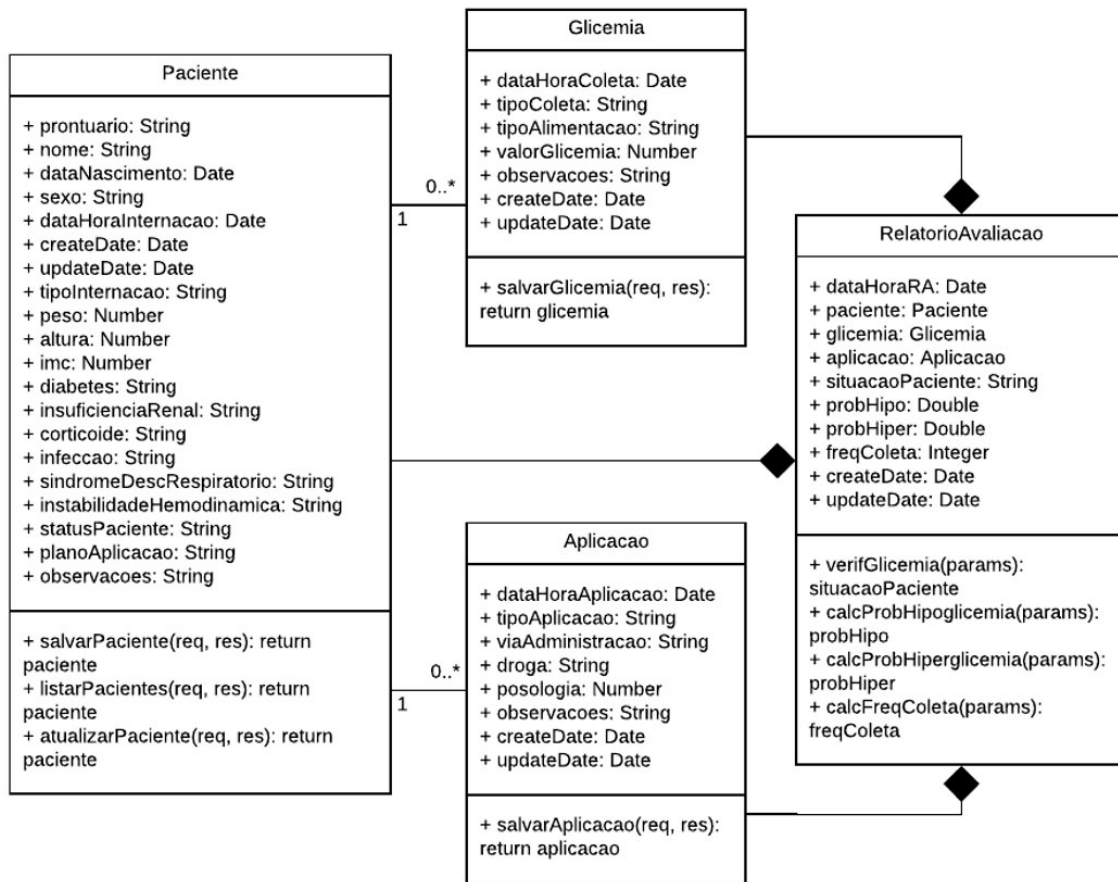 Paciente
+ prontuario: String
+ nome: String
+ dataNascimento: Date
+ sexo: String
+ dataHoraInternacao: Date
+ createDate: Date
+ updateDate: Date
+ tipoInternacao: String
+ peso: Number
+ altura: Number
+ imc: Number
+ diabetes: String
+ insuficienciaRenal: String
+ corticoide: String
+ infeccao: String
+ sindromeDescRespiratorio: String
+ instabilidadeHemodinamica: String
+ statusPaciente: String
+ planoAplicacao: String
+ observacoes: String
+ salvarPaciente(req, res): return
paciente
+ listarPacientes(req, res): return
paciente
+ atualizarPaciente(req, res): return
paciente
0..*
1
0..*
1
Glicemia
+ dataHoraColeta: Date
+ tipoColeta: String
+ tipoAlimentacao: String
+ valorGlicemia: Number
+ observacoes: String
+ createDate: Date
+ updateDate: Date
+ salvarGlicemia(req, res):
return glicemia
Aplicacao
+ dataHoraAplicacao: Date
+ tipoAplicacao: String
+ viaAdministracao: String
+ droga: String
+ posologia: Number
+ observacoes: String
+ createDate: Date
+ updateDate: Date
+ salvarAplicacao(req, res):
return aplicacao
RelatorioAvaliacao
+ dataHoraRA: Date
+ paciente: Paciente
+ glicemia: Glicemia
+ aplicacao: Aplicacao
+ situacaoPaciente: String
+ probHipo: Double
+ probHiper: Double
+ freqColeta: Integer
+ createDate: Date
+ updateDate: Date
+ verifGlicemia(params):
situacaoPaciente
+ calcProbHipoglicemia(params):
probHipo
+ calcProbHiperglicemia(params):
probHiper
+ calcFreqColeta(params):
freqColeta